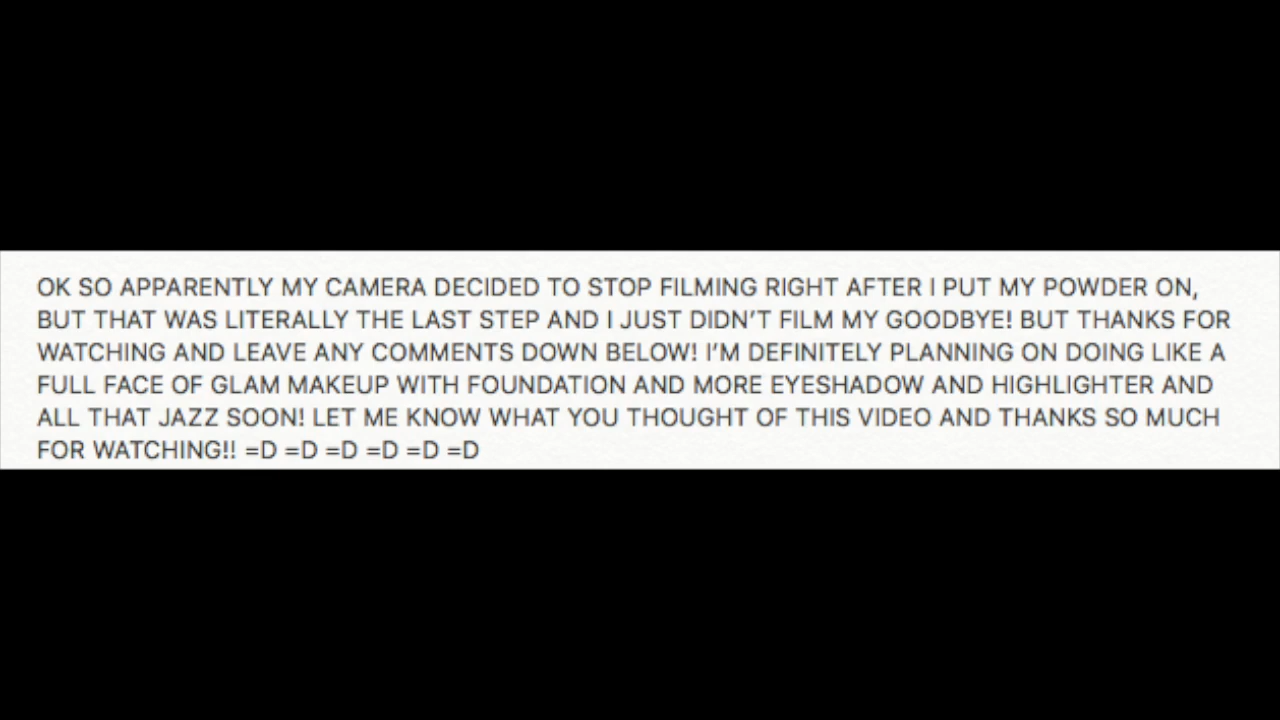 OK SO APPARENTLY MY CAMERA DECIDED TO STOP FILMING RIGHT AFTER I PUT MY POWDER ON,
BUT THAT WAS LITERALLY THE LAST STEP AND I JUST DIDN’T FILM MY GOODBYE! BUT THANKS FOR
WATCHING AND LEAVE ANY COMMENTS DOWN BELOW! I’M DEFINITELY PLANNING ON DOING LIKE A
FULL FACE OF GLAM MAKEUP WITH FOUNDATION AND MORE EYESHADOW AND HIGHLIGHTER AND
ALL THAT JAZZ SOON! LET ME KNOW WHAT YOU THOUGHT OF THIS VIDEO AND THANKS SO MUCH
FOR WATCHING!! =D =D =D =D =D =D